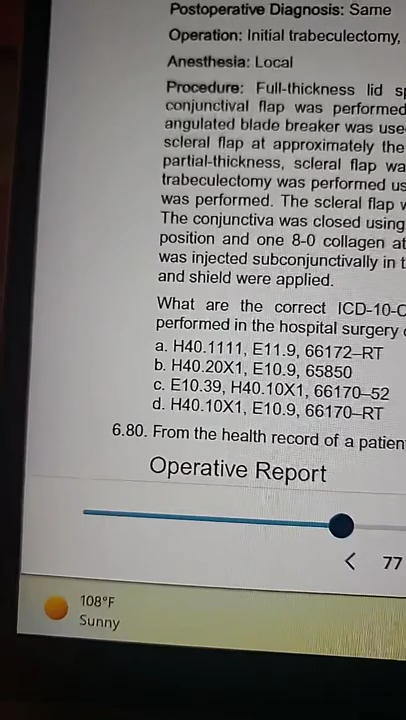 Postoperative Diagnosis: Same
Operation: Initial trabeculectomy,
Anesthesia: Local
Procedure: Full-thickness lid sp
conjunctival flap was performed
angulated blade breaker was use
scleral flap at approximately the
partial-thickness, scleral flap wa
trabeculectomy was performed us
was performed. The scleral flap
The conjunctiva was closed using
position and one 8-0 collagen at
was injected subconjunctivally in t
and shield were applied.
What are the correct ICD-10-C
performed in the hospital surgery
a. H40.1111, E11.9, 66172–RT
b. H40.20X1, E10.9, 65850
c. E10.39, H40.10X1, 66170–52
d. H40.10X1, E10.9, 66170–RT
6.80. From the health record of a patien
Operative Report
< 77
108°F
Sunny